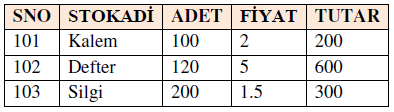 SNO STOKADİ ADET FİYAT TUTAR
101 Kalem 100 2 200
102 Defter 120 5 600
103 Silgi 200 1.5 300